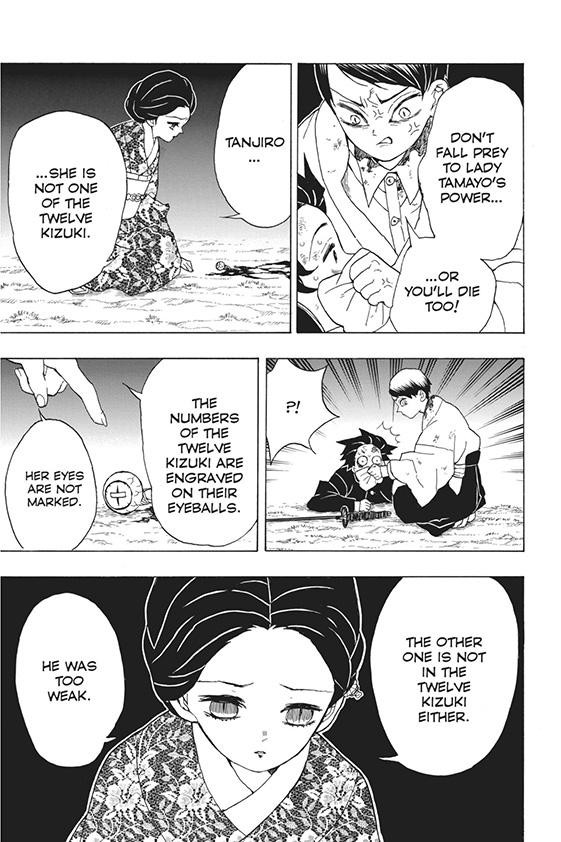 DON'T
FALL PREY
TO LADY
TAMAYO'S
POWER...
...OR
YOU'LL DIE
TOO!
TANJIRO
...
...SHE IS
NOT ONE
OF THE
TWELVE
KIZUKI.
?!
THE
NUMBERS
OF THE
TWELVE
KIZUKI ARE
ENGRAVED
ON THEIR
EYEBALLS.
HER EYES
ARE NOT
MARKED.
THE OTHER
ONE IS NOT
IN THE
TWELVE
KIZUKI
EITHER.
HE WAS
TOO
WEAK.